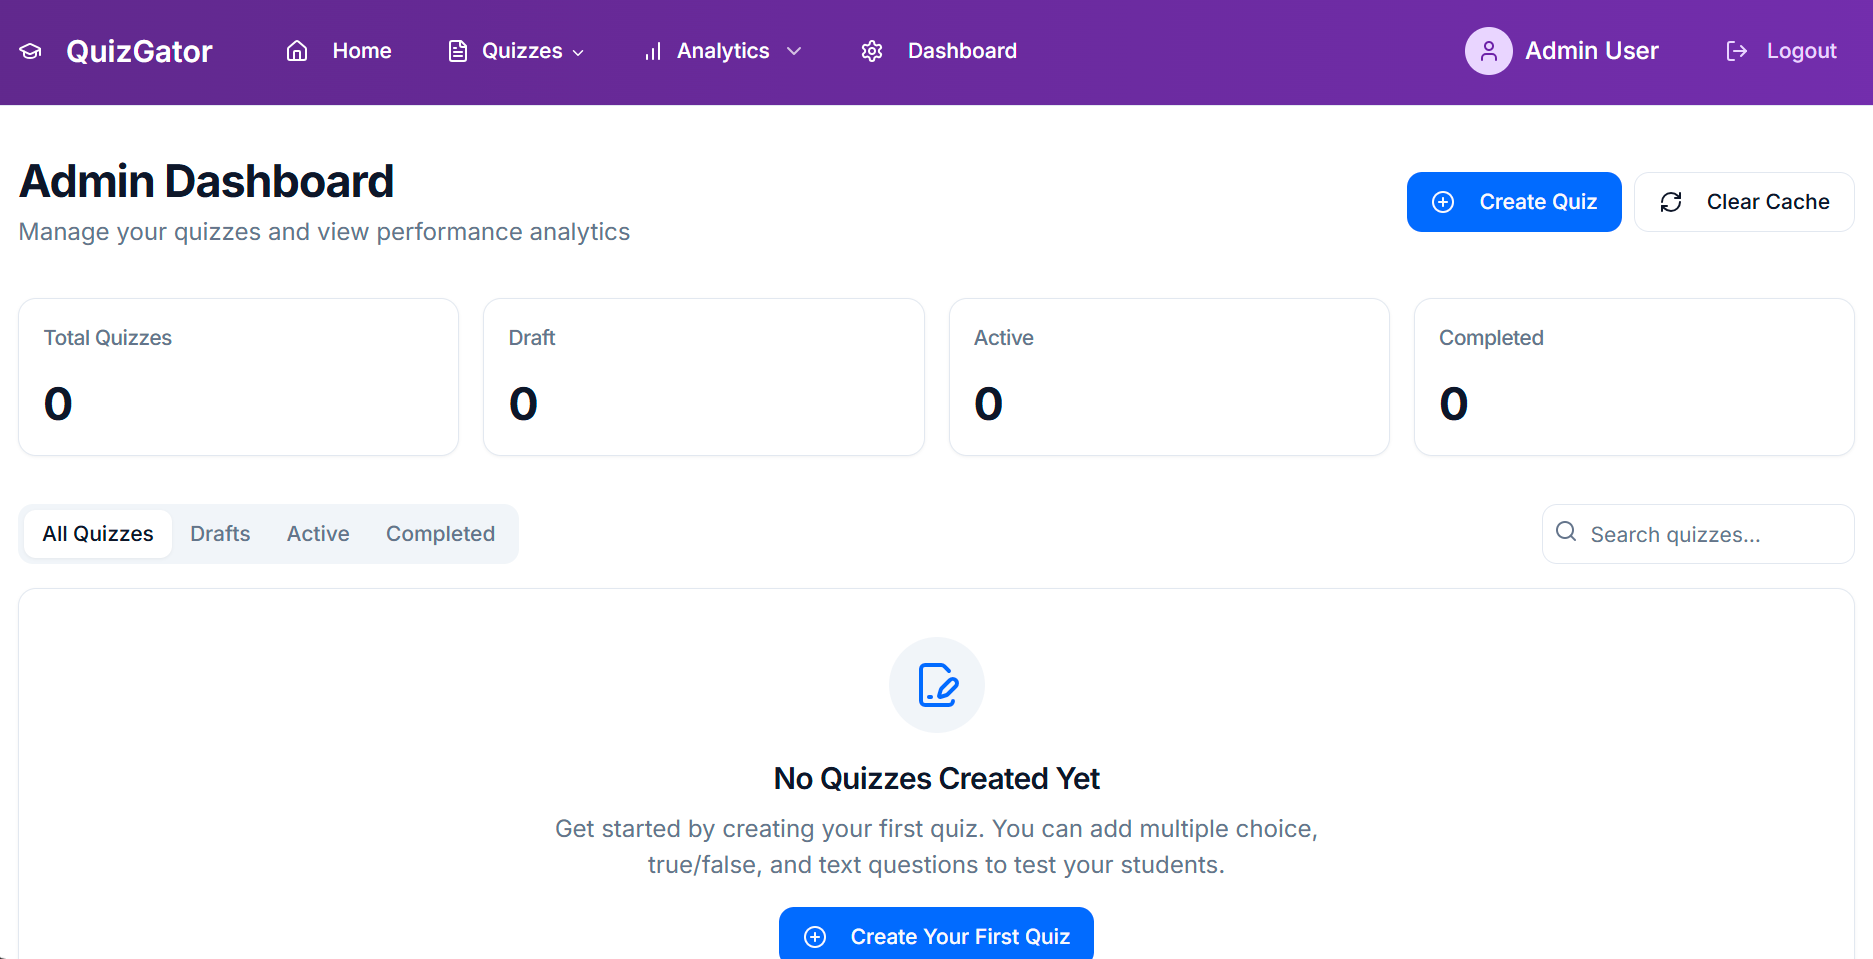 QuizGator
Home
Quizzes
Analytics
Dashboard
Admin User
Logout
Admin Dashboard
Manage your quizzes and view performance analytics
Create Quiz
Clear Cache
Total Quizzes
0
Draft
0
Active
0
Completed
0
All Quizzes
Drafts
Active
Completed
Search quizzes...
No Quizzes Created Yet
Get started by creating your first quiz. You can add multiple choice,
true/false, and text questions to test your students.
Create Your First Quiz